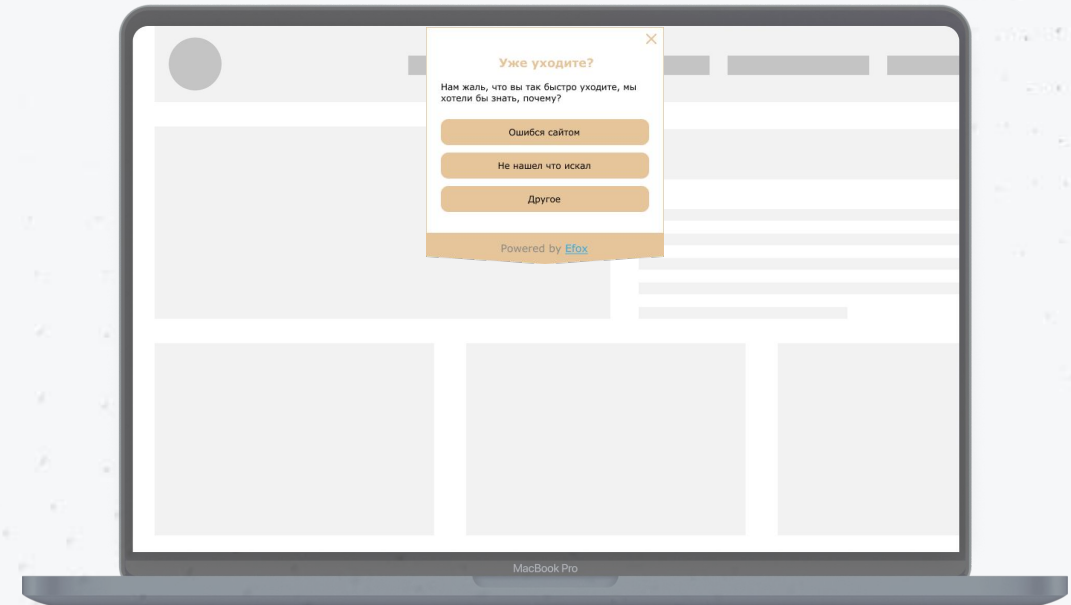 Уже уходите?
Нам жаль, что вы так быстро уходите, мы
хотели бы знать, почему?
Ошибся сайтом
Не нашел что искал
Другое
Powered by Efox
MacBook Pro